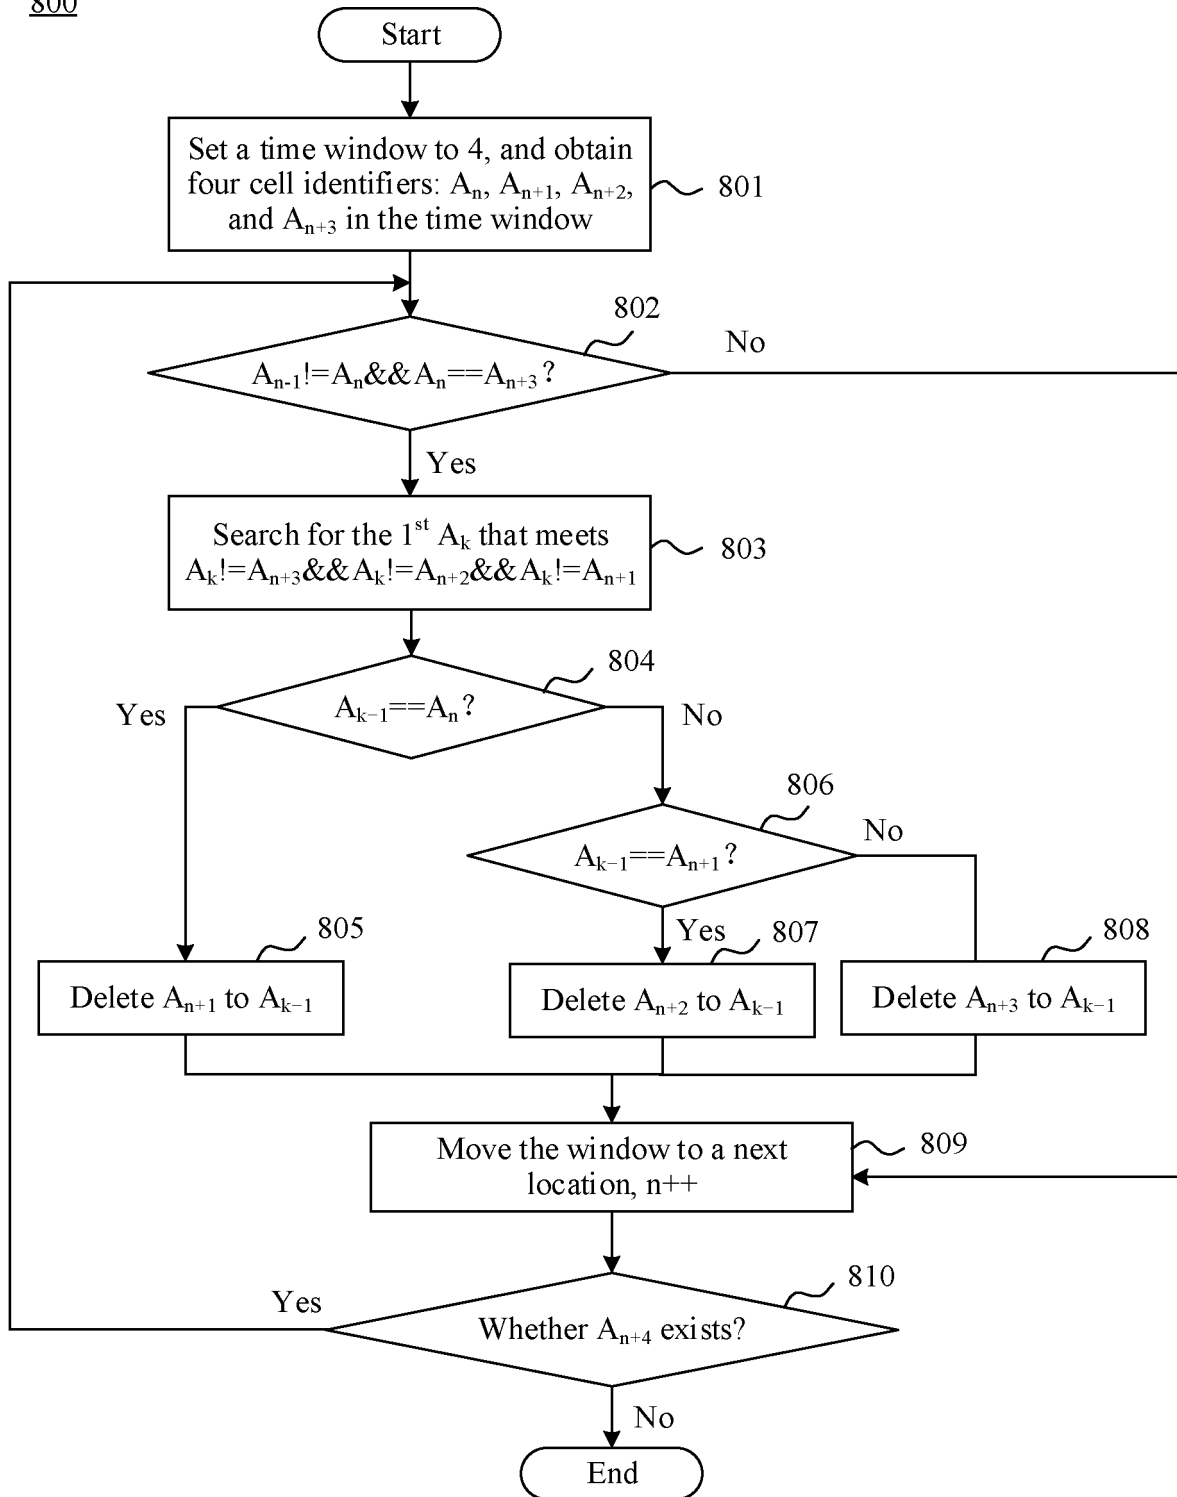 800
Start
Set a time window to 4, and obtain
four cell identifiers: Aₙ, Aₙ₊₁, Aₙ₊₂,
and Aₙ₊₃ in the time window
801
802
Aₙ₋₁!=Aₙ&&Aₙ==Aₙ₊₃?
No
Yes
Search for the 1ˢᵗ Aₖ that meets
Aₖ!=Aₙ₊₃&&Aₖ!=Aₙ₊₂&&Aₖ!=Aₙ₊₁
803
804
Aₖ₋₁==Aₙ?
Yes
No
806
Aₖ₋₁==Aₙ₊₁?
No
Yes
805
Delete Aₙ₊₁ to Aₖ₋₁
807
Delete Aₙ₊₂ to Aₖ₋₁
808
Delete Aₙ₊₃ to Aₖ₋₁
Move the window to a next
location, n++
809
810
Whether Aₙ₊₄ exists?
Yes
No
End